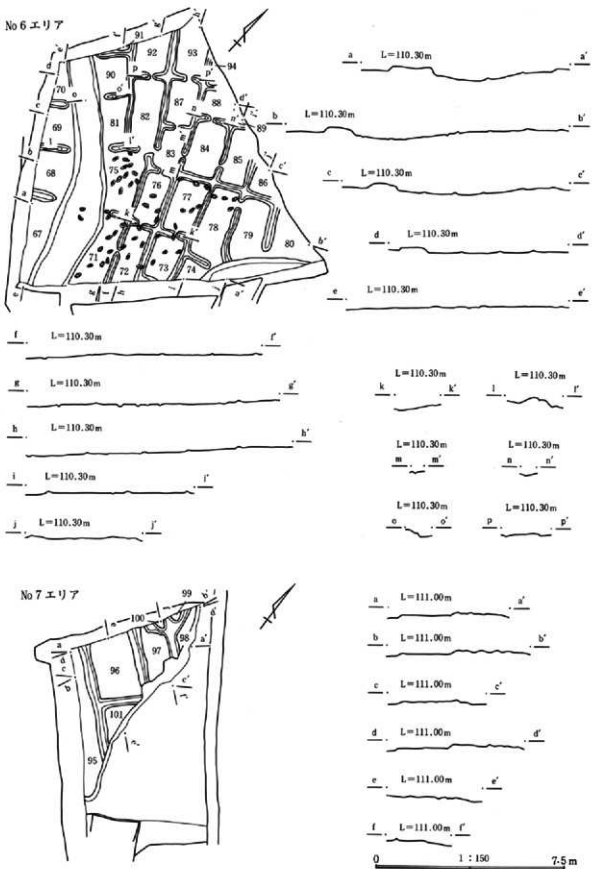 No 6 エリア
91
92
93
94
90
70
69
68
67
81
82
87
88
89
83
84
85
86
75
76
77
78
79
80
71
72
73
74
a L=110.30m a′
b L=110.30m b′
c L=110.30m c′
d L=110.30m d′
e L=110.30m e′
f L=110.30m f′
g L=110.30m g′
h L=110.30m h′
i L=110.30m i′
j L=110.30m j′
L=110.30m L=110.30m
k k′ l l′
L=110.30m L=110.30m
m m′ n n′
L=110.30m L=110.30m
o o′ p p′
No 7 エリア
99
100
98
97
96
101
95
a L=111.00m a′
b L=111.00m b′
c L=111.00m c′
d L=111.00m d′
e L=111.00m e′
f L=111.00m f′
0 1 : 150 7.5 m